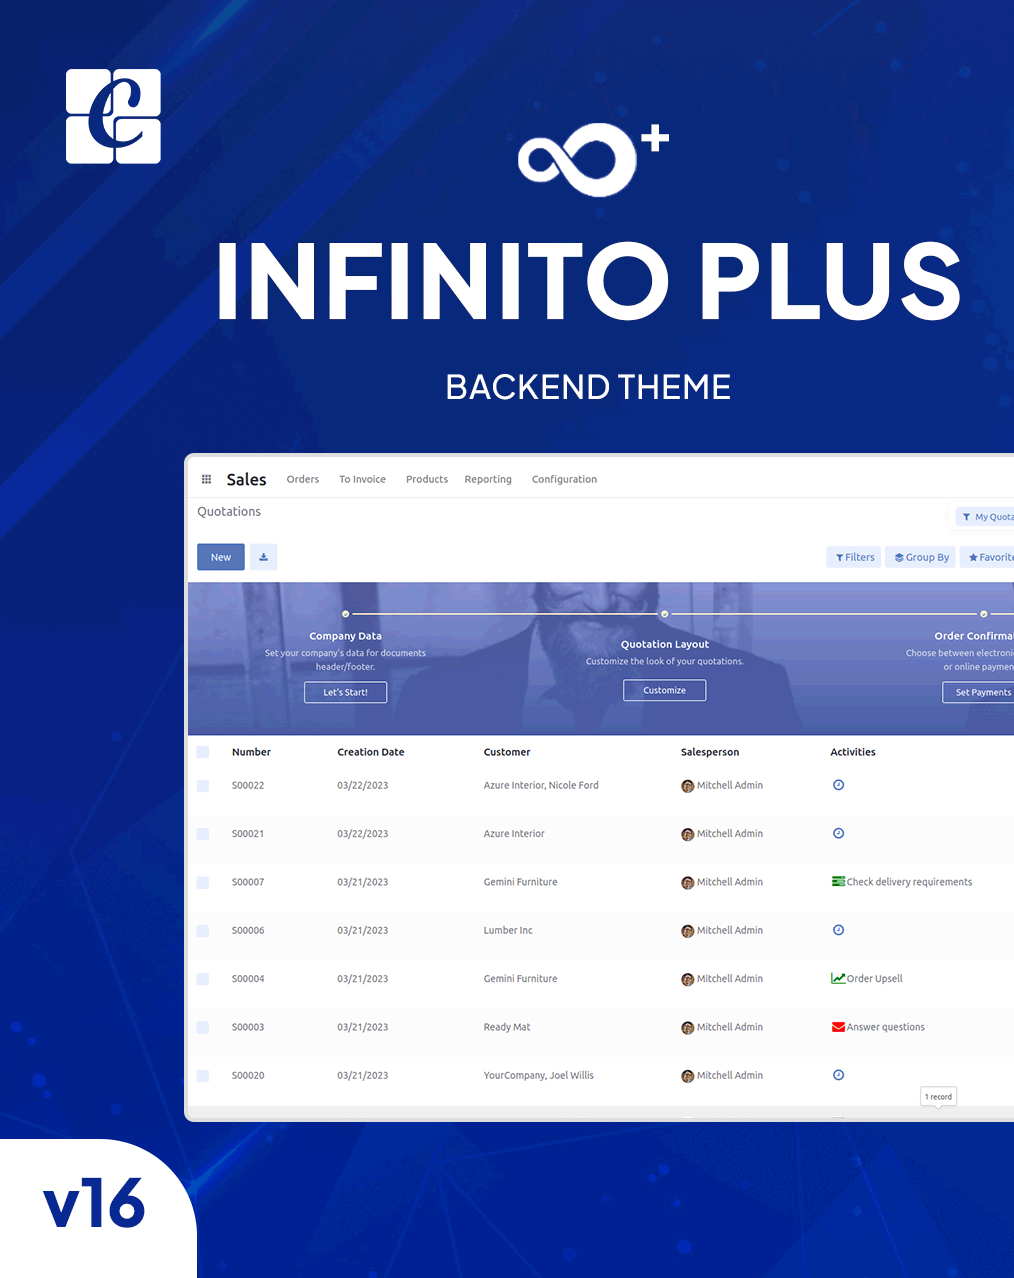 C
INFINITO PLUS
BACKEND THEME
Sales Orders To Invoice Products Reporting Configuration
Quotations
My Quota
New
Filters Group By Favorite
Company Data
Set your company's data for documents
header/footer.
Let's Start!
Quotation Layout
Customize the look of your quotations.
Customize
Order Confirma
Choose between electroni
or online paymen
Set Payments
Number Creation Date Customer Salesperson Activities
S00022 03/22/2023 Azure Interior, Nicole Ford Mitchell Admin
S00021 03/22/2023 Azure Interior Mitchell Admin
S00007 03/21/2023 Gemini Furniture Mitchell Admin Check delivery requirements
S00006 03/21/2023 Lumber Inc Mitchell Admin
S00004 03/21/2023 Gemini Furniture Mitchell Admin Order Upsell
S00003 03/21/2023 Ready Mat Mitchell Admin Answer questions
S00020 03/21/2023 YourCompany, Joel Willis Mitchell Admin
1 record
v16